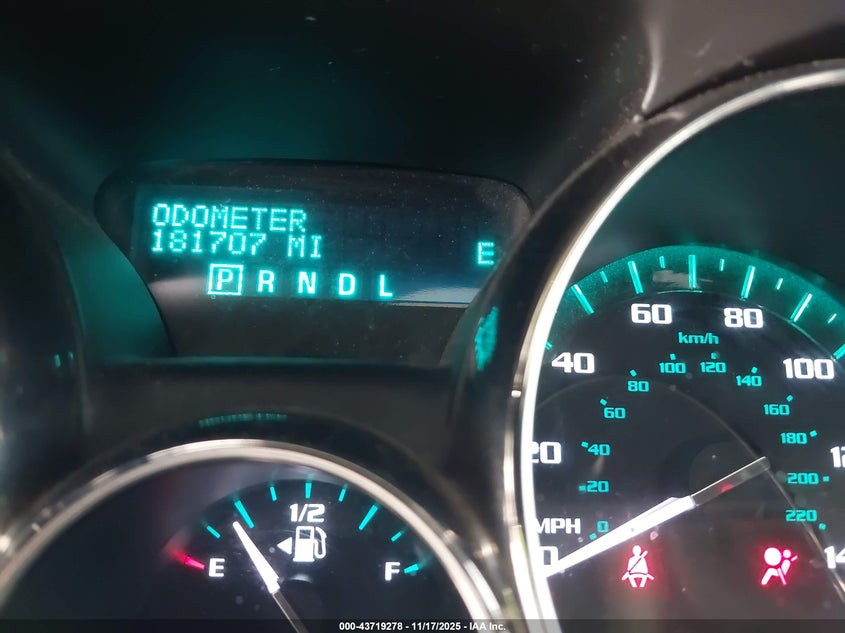 ODOMETER
181707 MI
E
P R N D L
60 80
km/h
40 100
100 120
80 140
60 160
40 180
20 20 200
0 220
MPH
0
1/2
E F
000-43719278 - 11/17/2025 - IAA Inc.